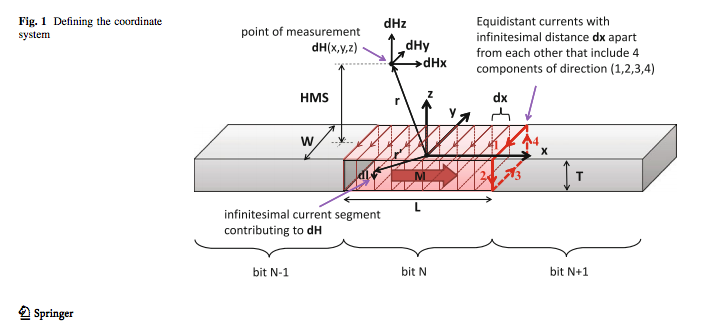 Fig. 1 Defining the coordinate
system
point of measurement
dH(x,y,z)
dHz
dHy
dHx
Equidistant currents with
infinitesimal distance dx apart
from each other that include 4
components of direction (1,2,3,4)
HMS
r
z
y
dx
W
r'
1
4
x
dl
M
2
3
T
L
infinitesimal current segment
contributing to dH
bit N-1
bit N
bit N+1
Springer